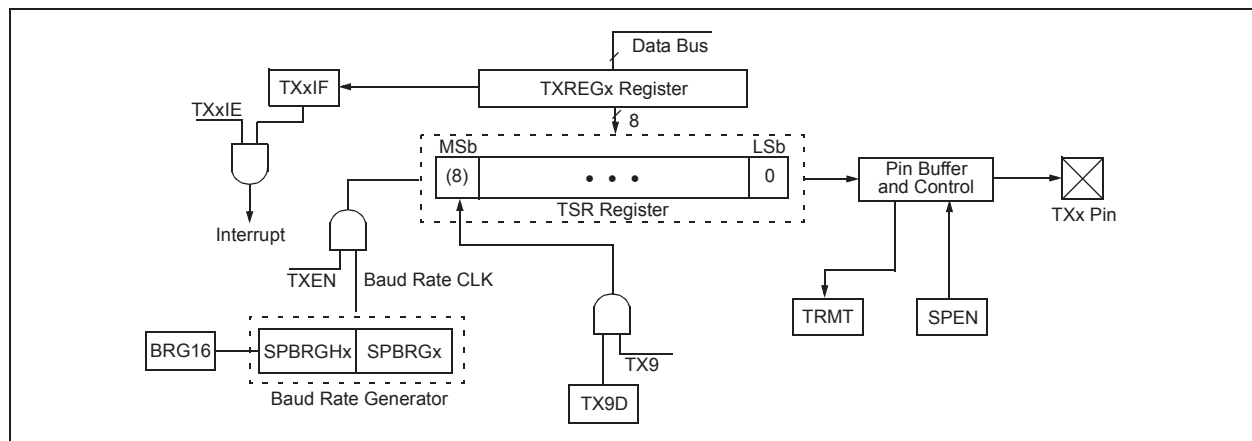 Data Bus
TXxIF
TXREGx Register
TXxIE
8
MSb
LSb
(8)
• • •
0
Pin Buffer
and Control
TSR Register
TXx Pin
Interrupt
TXEN
Baud Rate CLK
TRMT
SPEN
BRG16
SPBRGHx
SPBRGx
TX9
Baud Rate Generator
TX9D